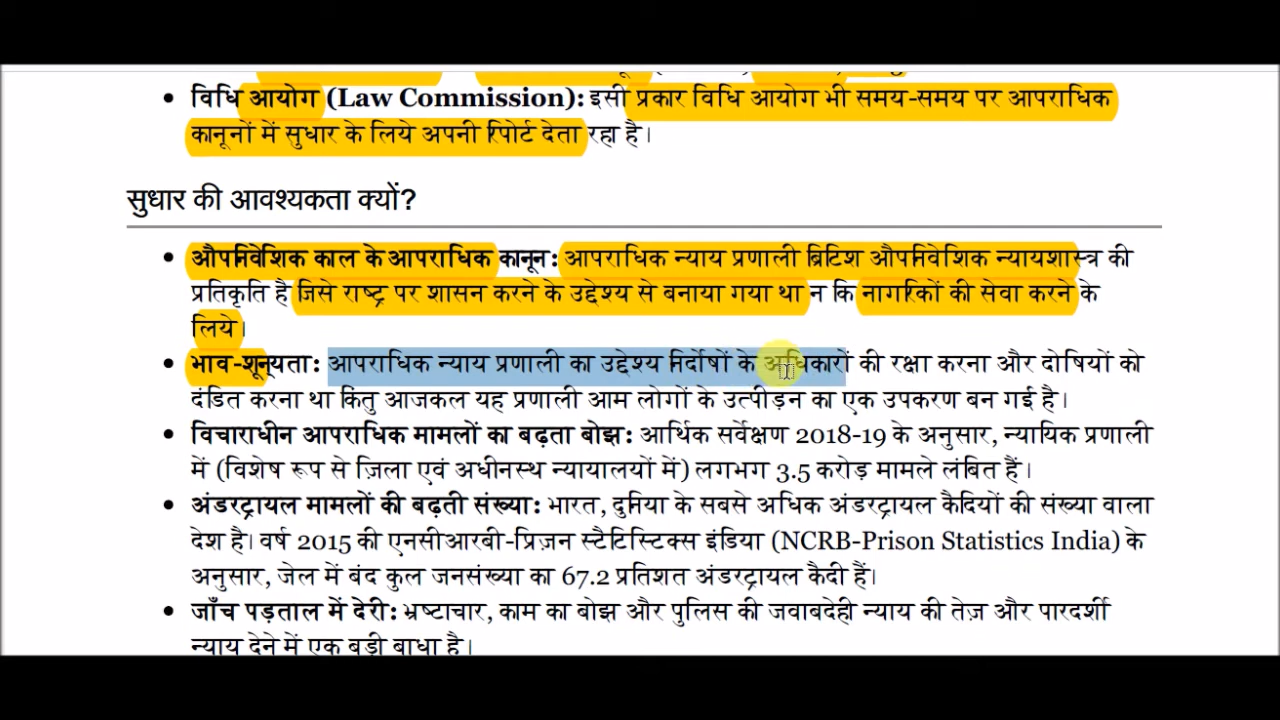 विधि आयोग (Law Commission): इसी प्रकार विधि आयोग भी समय-समय पर आपराधिक
कानूनों में सुधार के लिये अपनी रिपोर्ट देता रहा है।
सुधार की आवश्यकता क्यों?
औपनिवेशिक काल के आपराधिक कानून: आपराधिक न्याय प्रणाली ब्रिटिश औपनिवेशिक न्यायशास्त्र की
प्रतिकृति है जिसे राष्ट्र पर शासन करने के उद्देश्य से बनाया गया था न कि नागरिकों की सेवा करने के
लिये।
भाव-शून्यता: आपराधिक न्याय प्रणाली का उद्देश्य निर्दोषों के अधिकारों की रक्षा करना और दोषियों को
दंडित करना था किंतु आजकल यह प्रणाली आम लोगों के उत्पीड़न का एक उपकरण बन गई है।
विचाराधीन आपराधिक मामलों का बढ़ता बोझ: आर्थिक सर्वेक्षण 2018-19 के अनुसार, न्यायिक प्रणाली
में (विशेष रूप से ज़िला एवं अधीनस्थ न्यायालयों में) लगभग 3.5 करोड़ मामले लंबित हैं।
अंडरट्रायल मामलों की बढ़ती संख्या: भारत, दुनिया के सबसे अधिक अंडरट्रायल कैदियों की संख्या वाला
देश है। वर्ष 2015 की एनसीआरबी-प्रिज़न स्टैटिस्टिक्स इंडिया (NCRB-Prison Statistics India) के
अनुसार, जेल में बंद कुल जनसंख्या का 67.2 प्रतिशत अंडरट्रायल कैदी हैं।
जाँच पड़ताल में देरी: भ्रष्टाचार, काम का बोझ और पुलिस की जवाबदेही न्याय की तेज़ और पारदर्शी
न्याय देने में एक बड़ी बाधा है।